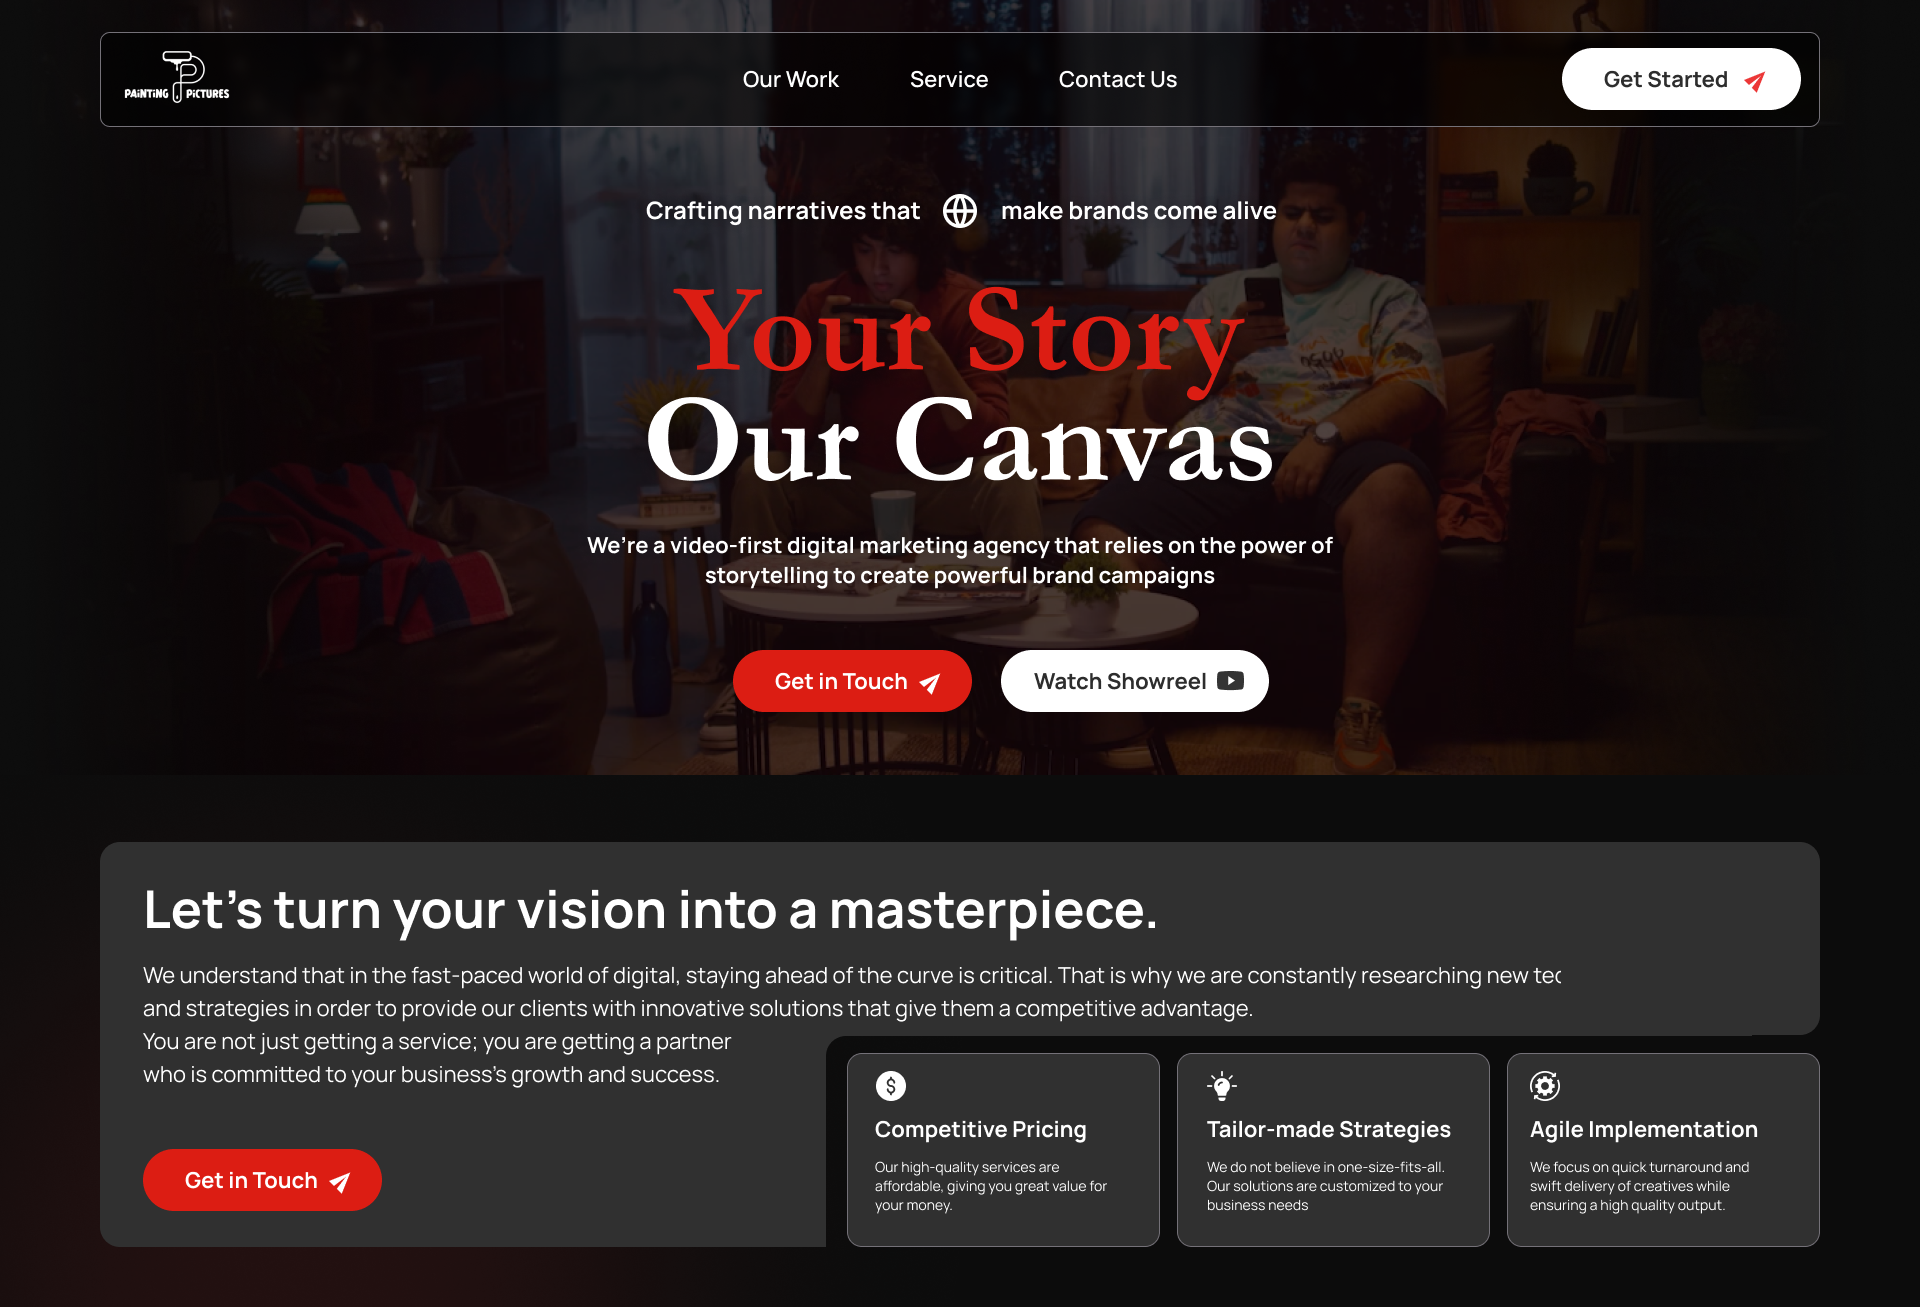 PAINTING PICTURES
Our Work
Service
Contact Us
Get Started
Crafting narratives that make brands come alive
Your Story
Our Canvas
We're a video-first digital marketing agency that relies on the power of
storytelling to create powerful brand campaigns
Get in Touch
Watch Showreel
Let's turn your vision into a masterpiece.
We understand that in the fast-paced world of digital, staying ahead of the curve is critical. That is why we are constantly researching new tec
and strategies in order to provide our clients with innovative solutions that give them a competitive advantage.
You are not just getting a service; you are getting a partner
who is committed to your business's growth and success.
Get in Touch
Competitive Pricing
Our high-quality services are
affordable, giving you great value for
your money.
Tailor-made Strategies
We do not believe in one-size-fits-all.
Our solutions are customized to your
business needs
Agile Implementation
We focus on quick turnaround and
swift delivery of creatives while
ensuring a high quality output.